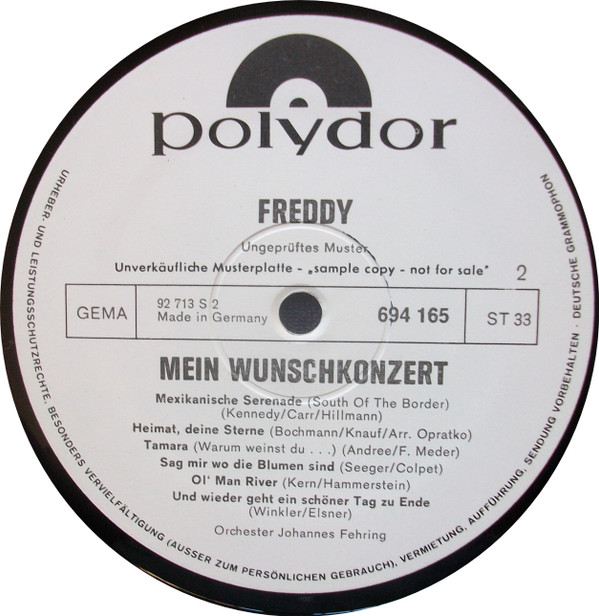 polydor
FREDDY
Ungeprüftes Muster
Unverkäufliche Musterplatte - „sample copy - not for sale"
2
GEMA
92 713 S 2
Made in Germany
694 165
ST 33
MEIN WUNSCHKONZERT
Mexikanische Serenade (South Of The Border)
(Kennedy/Carr/Hillmann)
Heimat, deine Sterne (Bochmann/Knauf/Arr. Opratko)
Tamara (Warum weinst du . . .) (Andree/F. Meder)
Sag mir wo die Blumen sind (Seeger/Colpet)
Ol' Man River (Kern/Hammerstein)
Und wieder geht ein schöner Tag zu Ende
(Winkler/Elsner)
Orchester Johannes Fehring
URHEBER- UND LEISTUNGSSCHUTZRECHTE, BESONDERS VERVIELFÄLTIGUNG (AUSSER ZUM PERSÖNLICHEN GEBRAUCH), VERMIETUNG, AUFFÜHRUNG, SENDUNG VORBEHALTEN · DEUTSCHE GRAMMOPHON